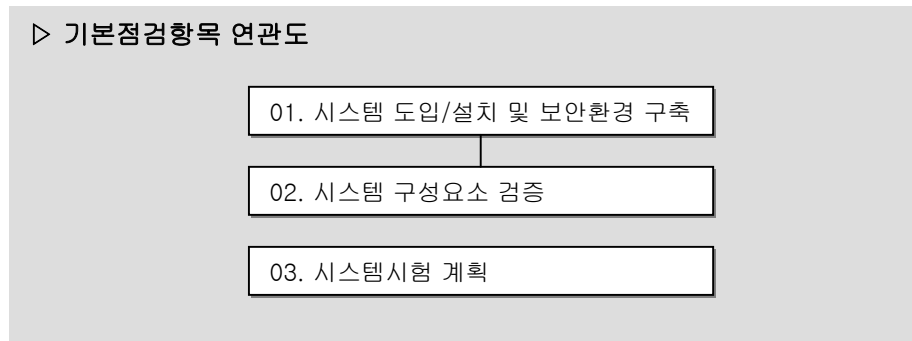 ▷ 기본점검항목 연관도
01. 시스템 도입/설치 및 보안환경 구축
02. 시스템 구성요소 검증
03. 시스템시험 계획